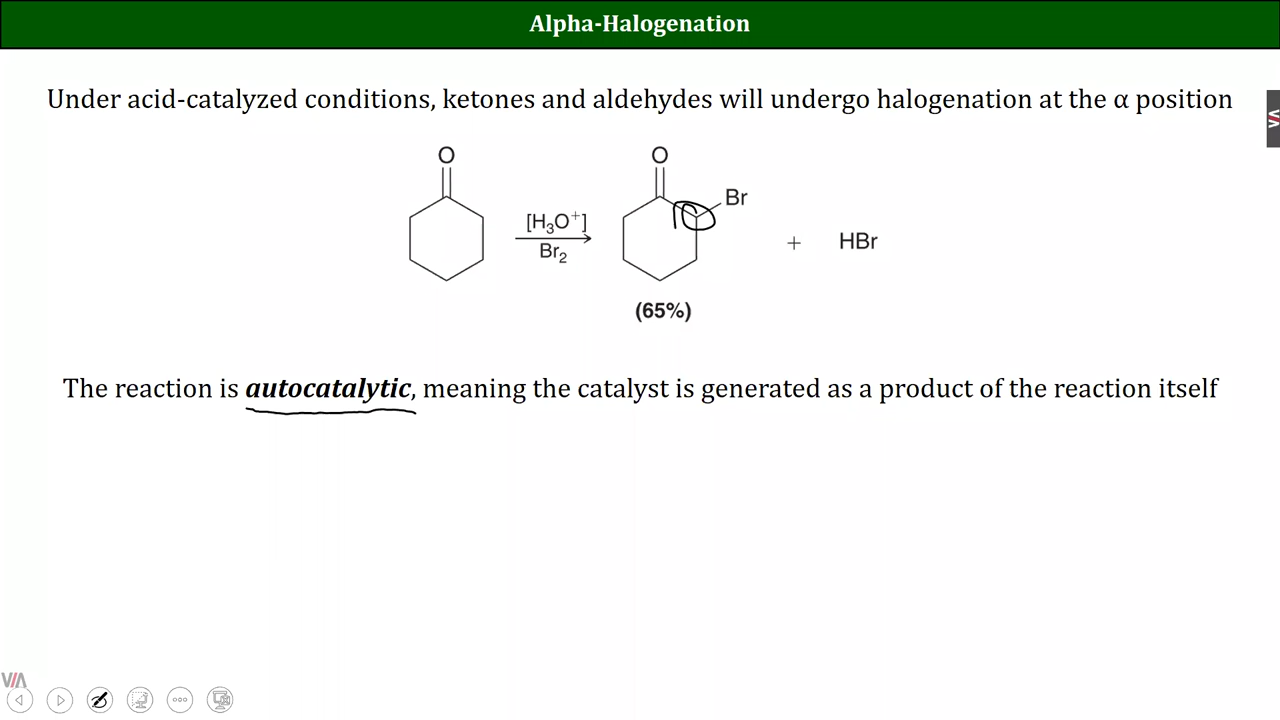 Alpha-Halogenation
Under acid-catalyzed conditions, ketones and aldehydes will undergo halogenation at the α position
O
O
Br
[H₃O⁺]
Br₂
+
HBr
(65%)
The reaction is autocatalytic, meaning the catalyst is generated as a product of the reaction itself